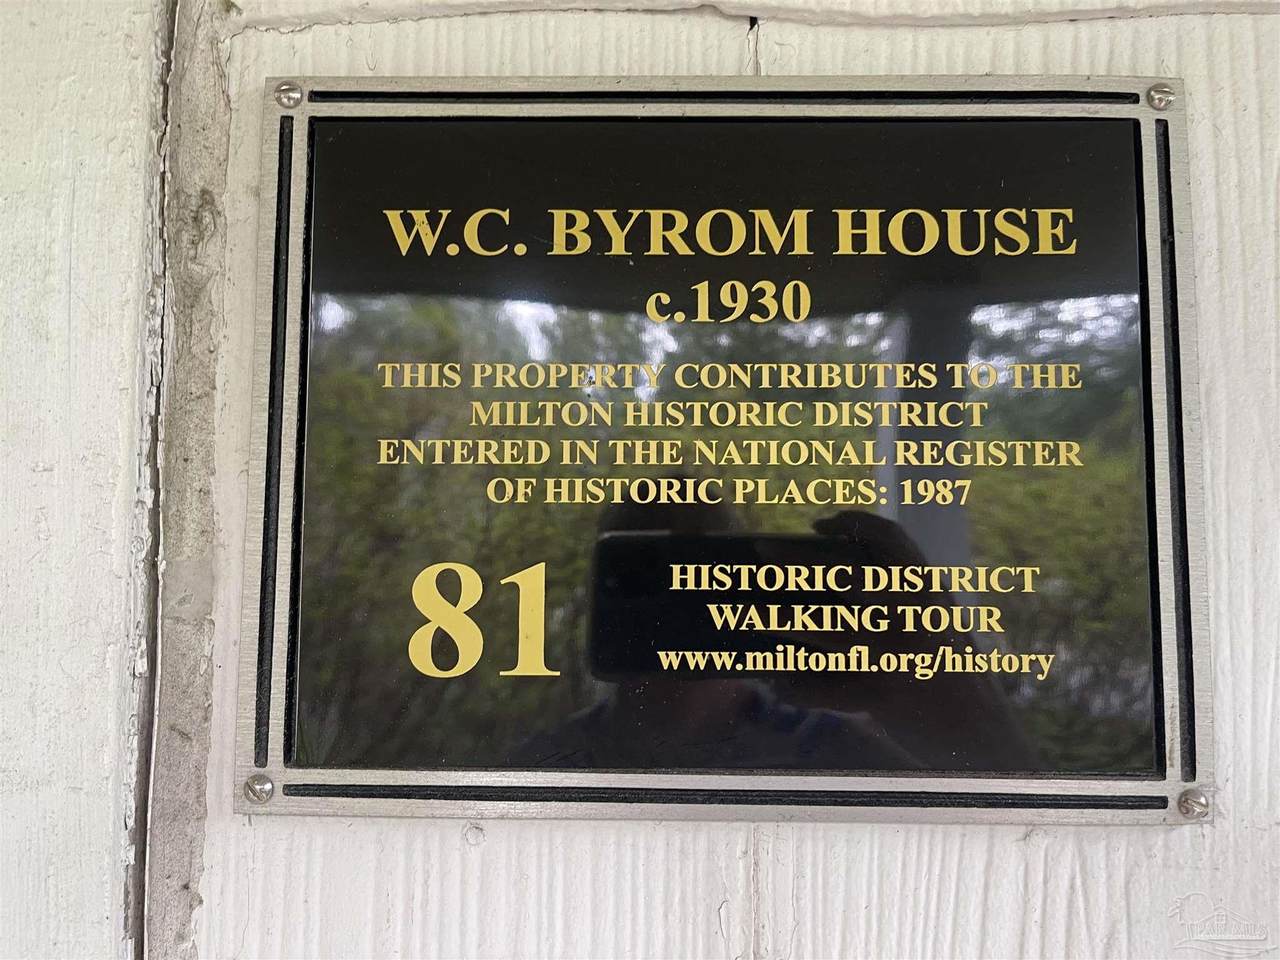 W.C. BYROM HOUSE
c.1930
THIS PROPERTY CONTRIBUTES TO THE
MILTON HISTORIC DISTRICT
ENTERED IN THE NATIONAL REGISTER
OF HISTORIC PLACES: 1987
81
HISTORIC DISTRICT
WALKING TOUR
www.miltonfl.org/history